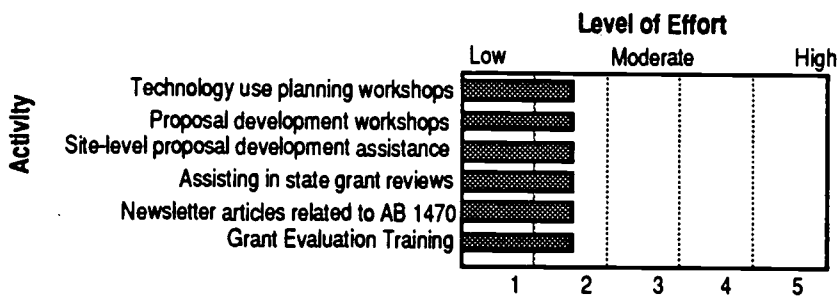 Level of Effort
Low Moderate High
Activity
Technology use planning workshops
Proposal development workshops
Site-level proposal development assistance
Assisting in state grant reviews
Newsletter articles related to AB 1470
Grant Evaluation Training
1 2 3 4 5